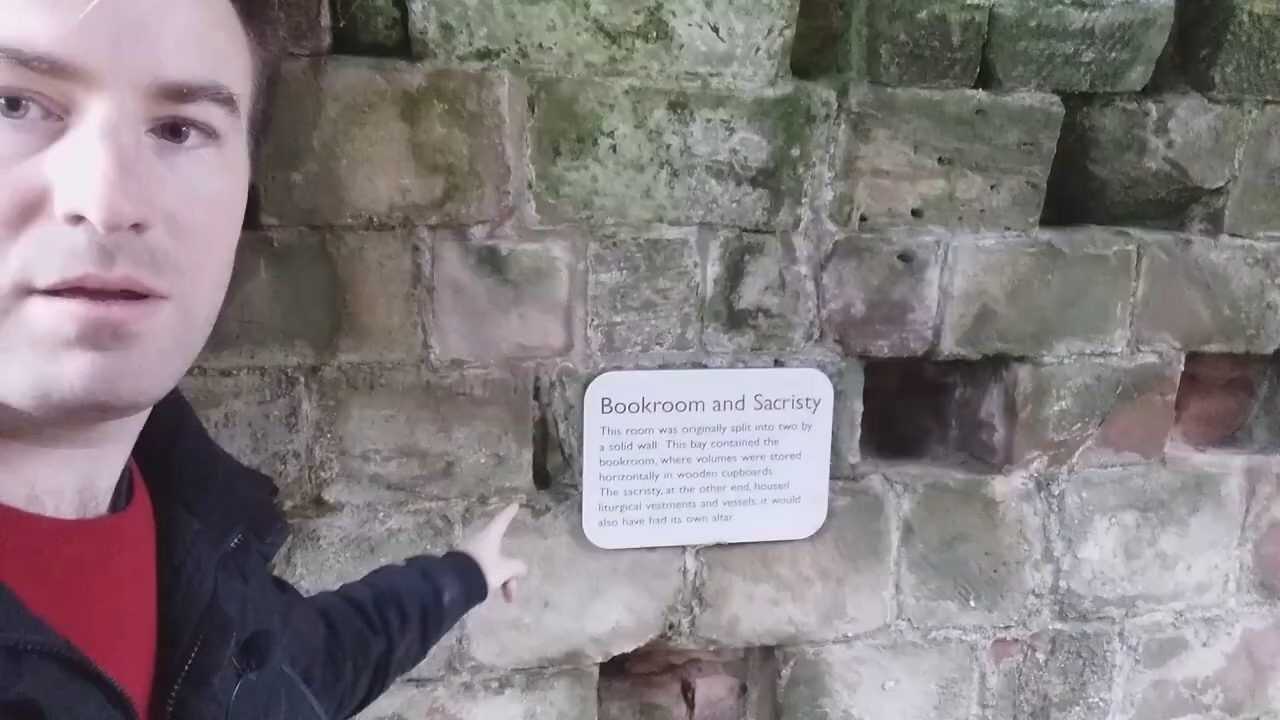 Bookroom and Sacristy
This room was originally split into two by
a solid wall. This bay contained the
bookroom, where volumes were stored
horizontally in wooden cupboards.
The sacristy, at the other end, housed
liturgical vestments and vessels; it would
also have had its own altar